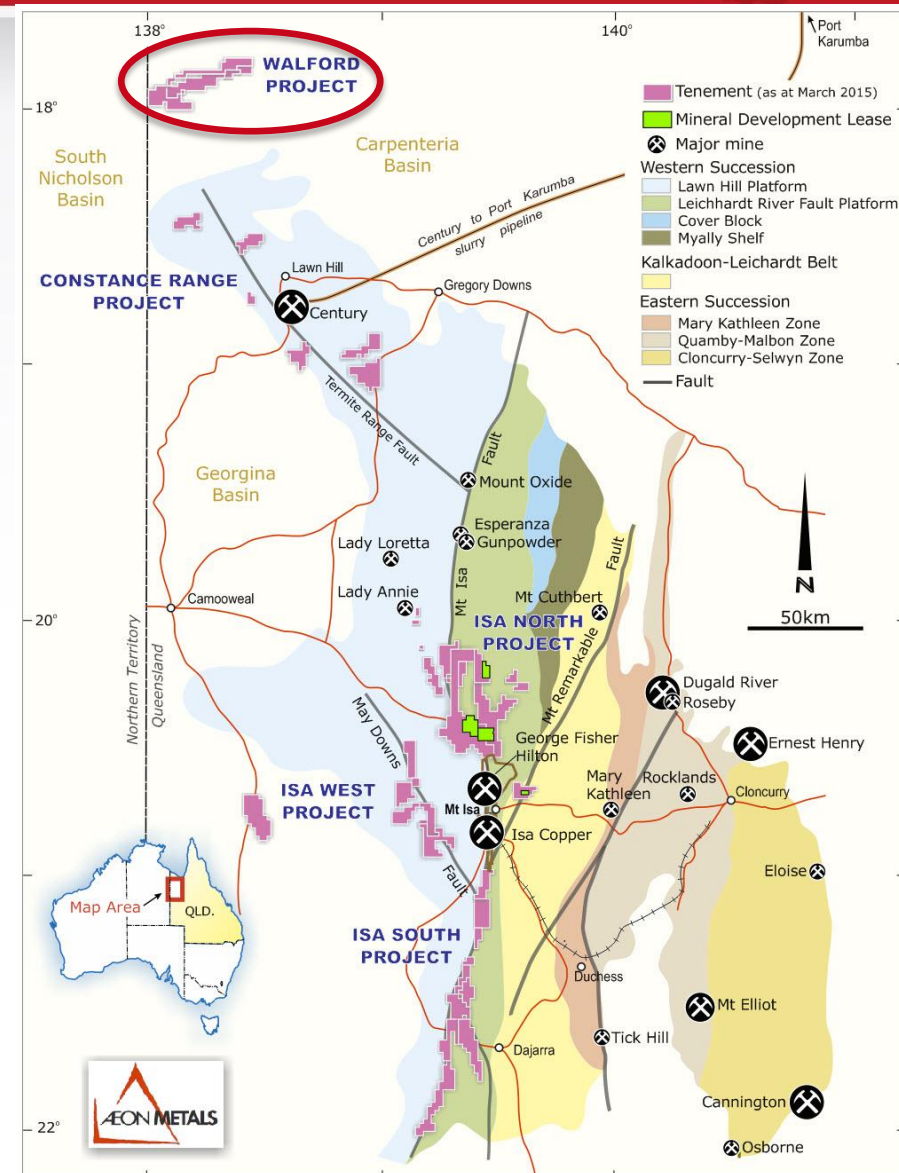 138°
140°
Port
Karumba
WALFORD
PROJECT
18°
Tenement (as at March 2015)
Mineral Development Lease
Major mine
Western Succession
Lawn Hill Platform
Leichhardt River Fault Platform
Cover Block
Myally Shelf
Kalkadoon-Leichardt Belt
Eastern Succession
Mary Kathleen Zone
Quamby-Malbon Zone
Cloncurry-Selwyn Zone
Fault
South
Nicholson
Basin
Carpenteria
Basin
Century to Port Karumba
slurry pipeline
CONSTANCE RANGE
PROJECT
Lawn Hill
Gregory Downs
Century
Termite Range Fault
Fault
Mt Isa
Mount Oxide
Georgina
Basin
Esperanza
Gunpowder
Lady Loretta
Lady Annie
Camooweal
20°
Northern Territory
Queensland
Mt Cuthbert
Fault
Mt Remarkable
ISA NORTH
PROJECT
N
50km
Dugald River
Roseby
Ernest Henry
May Downs
Fault
George Fisher
Hilton
ISA WEST
PROJECT
Mt Isa
Isa Copper
Mary
Kathleen
Rocklands
Cloncurry
Eloise
Map Area
QLD.
ISA SOUTH
PROJECT
Duchess
Mt Elliot
Tick Hill
Dajarra
Cannington
Osborne
22°
ÆON METALS